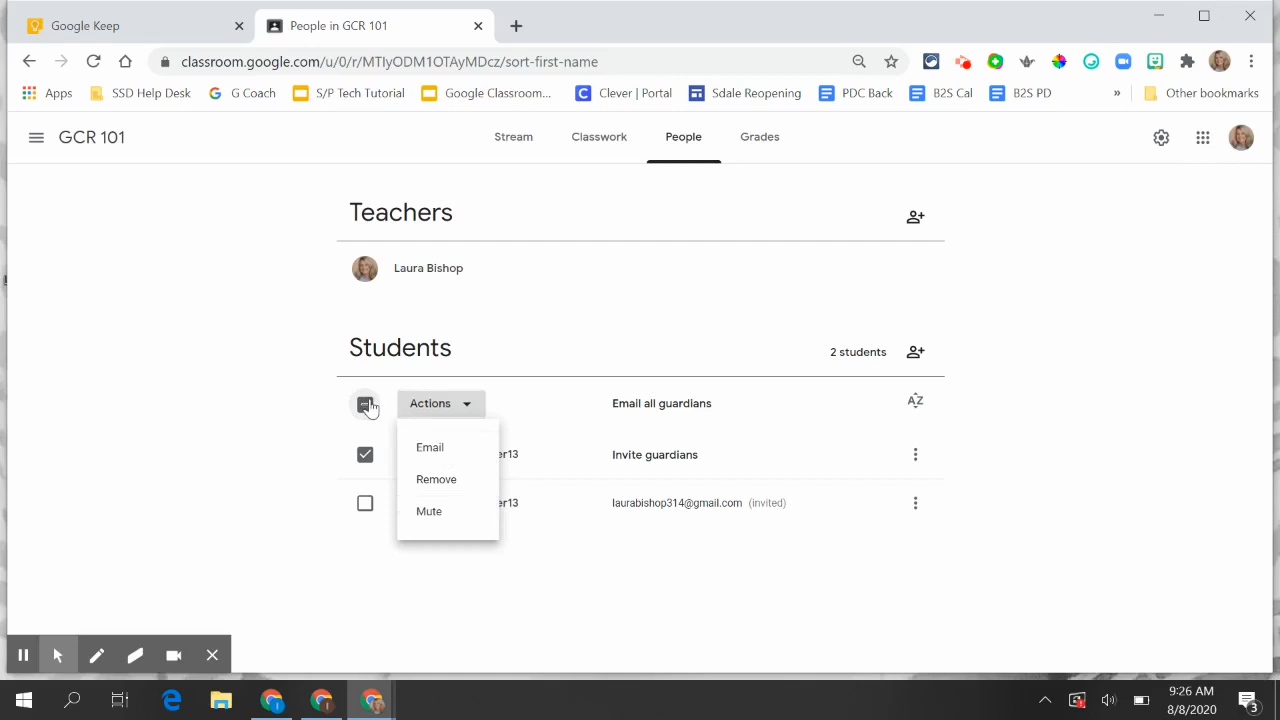 Google Keep
People in GCR 101
classroom.google.com/u/0/r/MTIyODM1OTAyMDcz/sort-first-name
Apps SSD Help Desk G Coach S/P Tech Tutorial Google Classroom... Clever | Portal Sdale Reopening PDC Back B2S Cal B2S PD » Other bookmarks
GCR 101 Stream Classwork People Grades
Teachers
Laura Bishop
Students 2 students
Actions Email all guardians AZ
Email
er13 Invite guardians
Remove
er13 laurabishop314@gmail.com (invited)
Mute
9:26 AM
8/8/2020
3